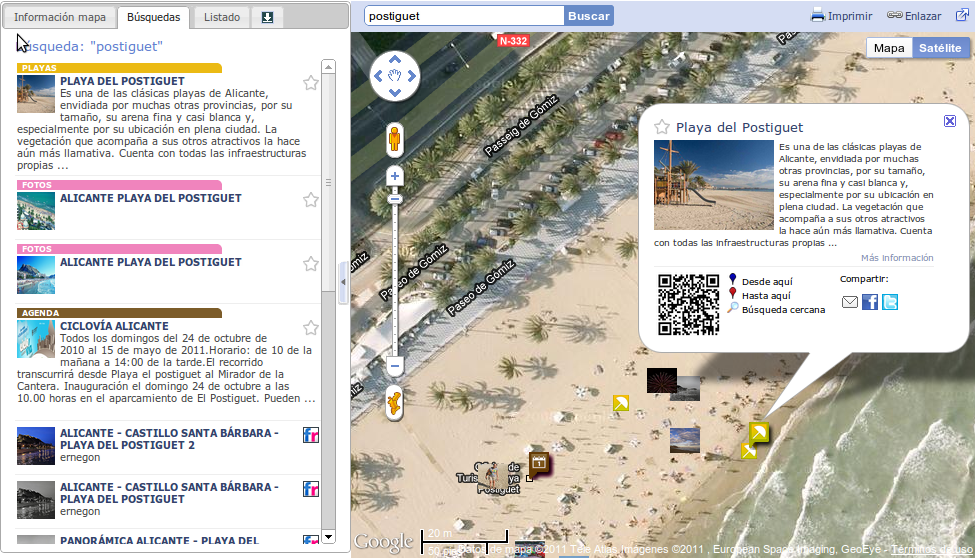 Información mapa
Búsquedas
Listado
Búsqueda: "postiguet"
PLAYAS
PLAYA DEL POSTIGUET
Es una de las clásicas playas de Alicante,
envidiada por muchas otras provincias, por su
tamaño, su arena fina y casi blanca y,
especialmente por su ubicación en plena ciudad. La
vegetación que acompaña a sus otros atractivos la hace
aún más llamativa. Cuenta con todas las infraestructuras
propias ...
FOTOS
ALICANTE PLAYA DEL POSTIGUET
FOTOS
ALICANTE PLAYA DEL POSTIGUET
AGENDA
CICLOVÍA ALICANTE
Todos los domingos del 24 de octubre de
2010 al 15 de mayo de 2011.Horario: de 10 de la
mañana a 14:00 de la tarde.El recorrido
transcurrirá desde Playa el postiguet al Mirador de la
Cantera. Inauguración el domingo 24 de octubre a las
10.00 horas en el aparcamiento de El Postiguet. Pueden ...
ALICANTE - CASTILLO SANTA BÁRBARA -
PLAYA DEL POSTIGUET 2
ernegon
ALICANTE - CASTILLO SANTA BÁRBARA -
PLAYA DEL POSTIGUET
ernegon
PANORÁMICA ALICANTE - PLAYA DEL
postiguet
Buscar
Imprimir
Enlazar
Mapa
Satélite
N-332
Passeig de Gómiz
Paseo de Gómiz
Paseo de Gómiz
Playa del Postiguet
Es una de las clásicas playas de
Alicante, envidiada por muchas
otras provincias, por su tamaño,
su arena fina y casi blanca y,
especialmente por su ubicación en
plena ciudad. La vegetación que
acompaña a sus otros atractivos
la hace aún más llamativa. Cuenta
con todas las infraestructuras propias ...
Más información
Desde aquí
Hasta aquí
Búsqueda cercana
Compartir:
de
Turis
ya
Postiguet
Google
20 m
50
Datos de mapa ©2011 Tele Atlas Imágenes ©2011 , European Space Imaging, GeoEye - Términos de uso